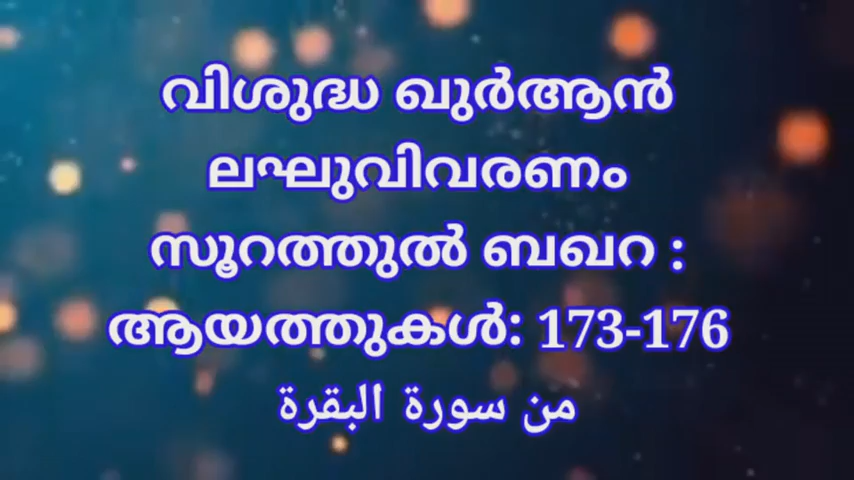 വിശുദ്ധ ഖുർആൻ
ലഘുവിവരണം
സൂറത്തുൽ ബഖറ :
ആയത്തുകൾ: 173-176
من سورة البقرة